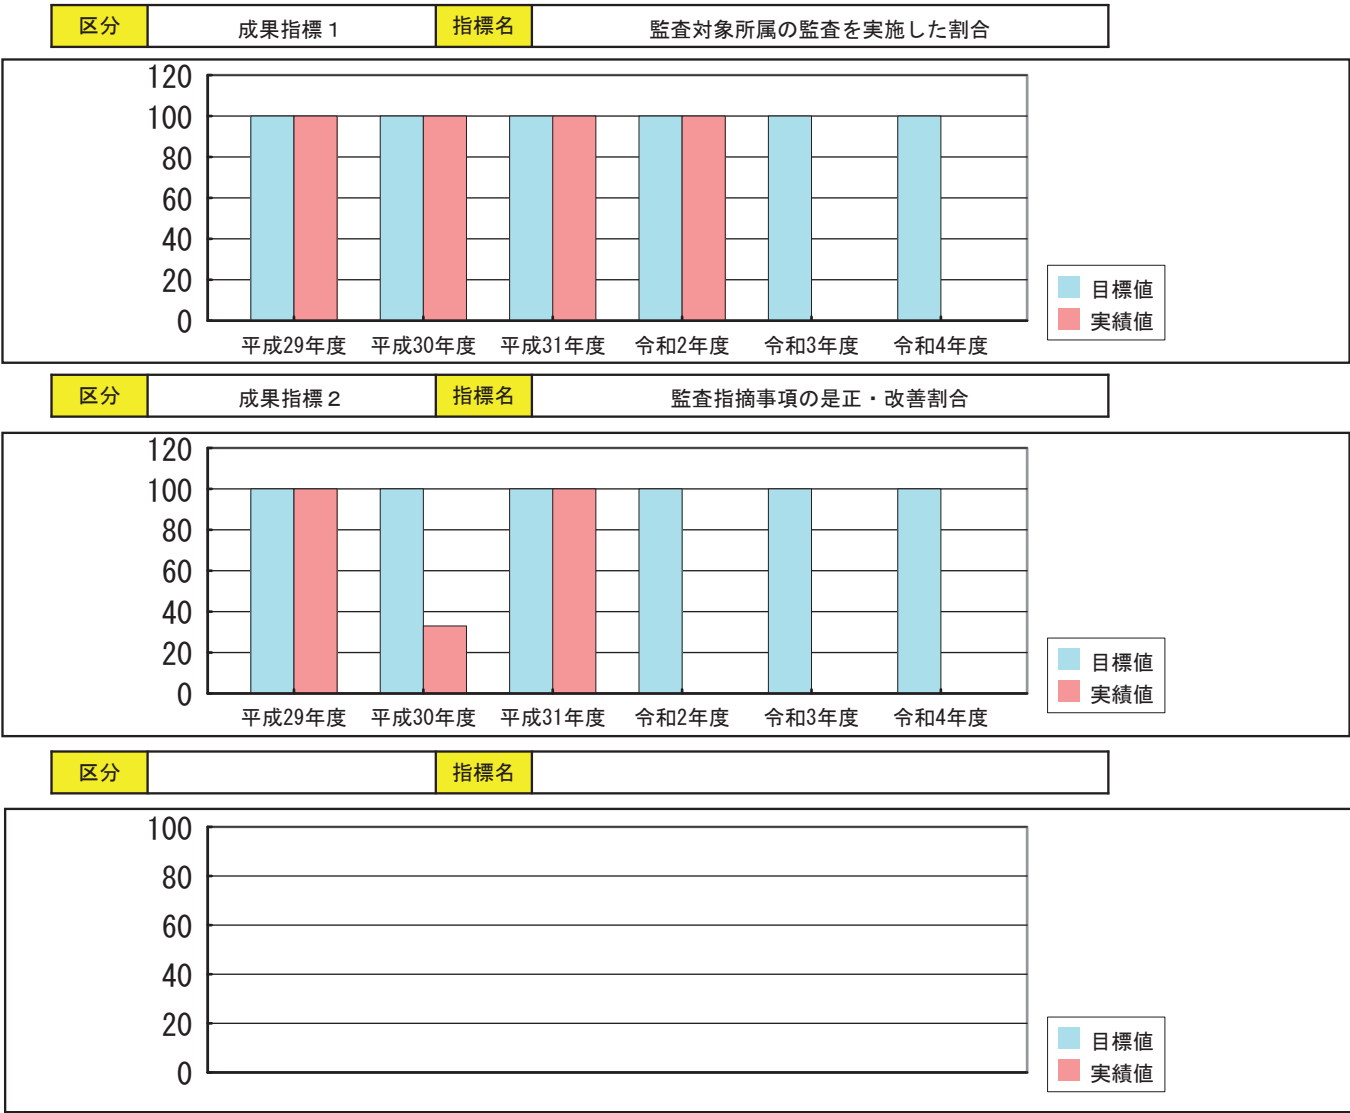 区分 成果指標１ 指標名 監査対象所属の監査を実施した割合
120
100
80
60
40
20
0
平成29年度 平成30年度 平成31年度 令和2年度 令和3年度 令和4年度
目標値
実績値
区分 成果指標２ 指標名 監査指摘事項の是正・改善割合
120
100
80
60
40
20
0
平成29年度 平成30年度 平成31年度 令和2年度 令和3年度 令和4年度
目標値
実績値
区分 指標名
100
80
60
40
20
0
目標値
実績値